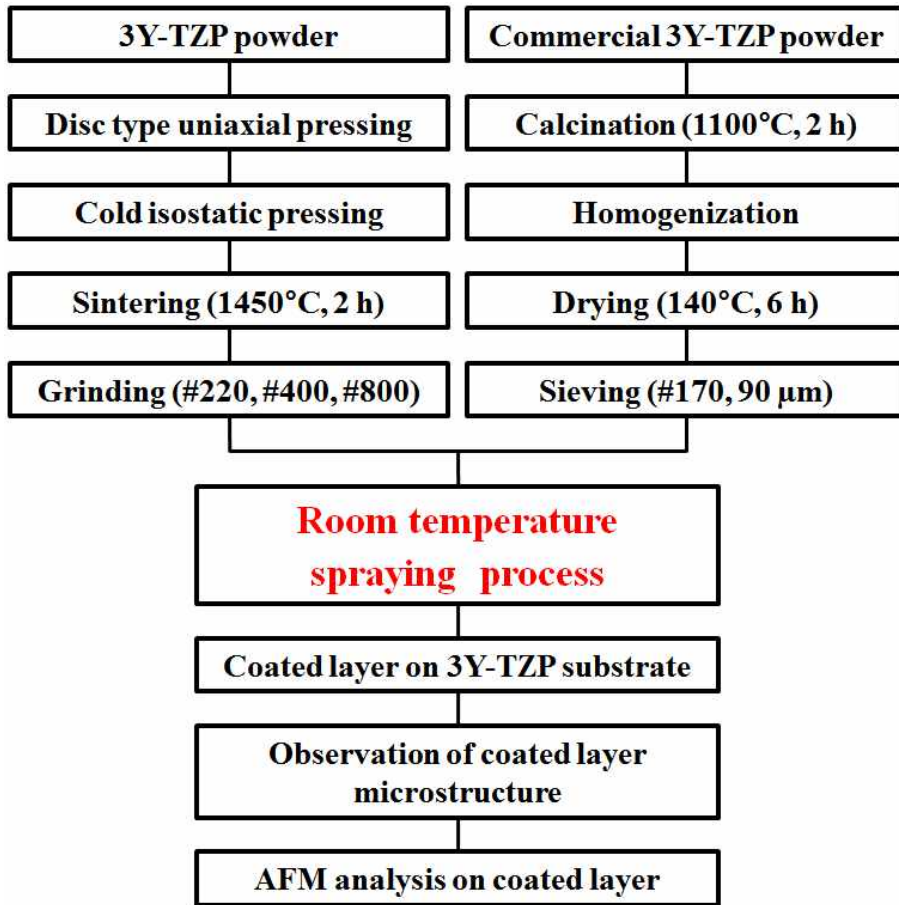 3Y-TZP powder
Commercial 3Y-TZP powder
Disc type uniaxial pressing
Calcination (1100°C, 2 h)
Cold isostatic pressing
Homogenization
Sintering (1450°C, 2 h)
Drying (140°C, 6 h)
Grinding (#220, #400, #800)
Sieving (#170, 90 μm)
Room temperature
spraying process
Coated layer on 3Y-TZP substrate
Observation of coated layer
microstructure
AFM analysis on coated layer